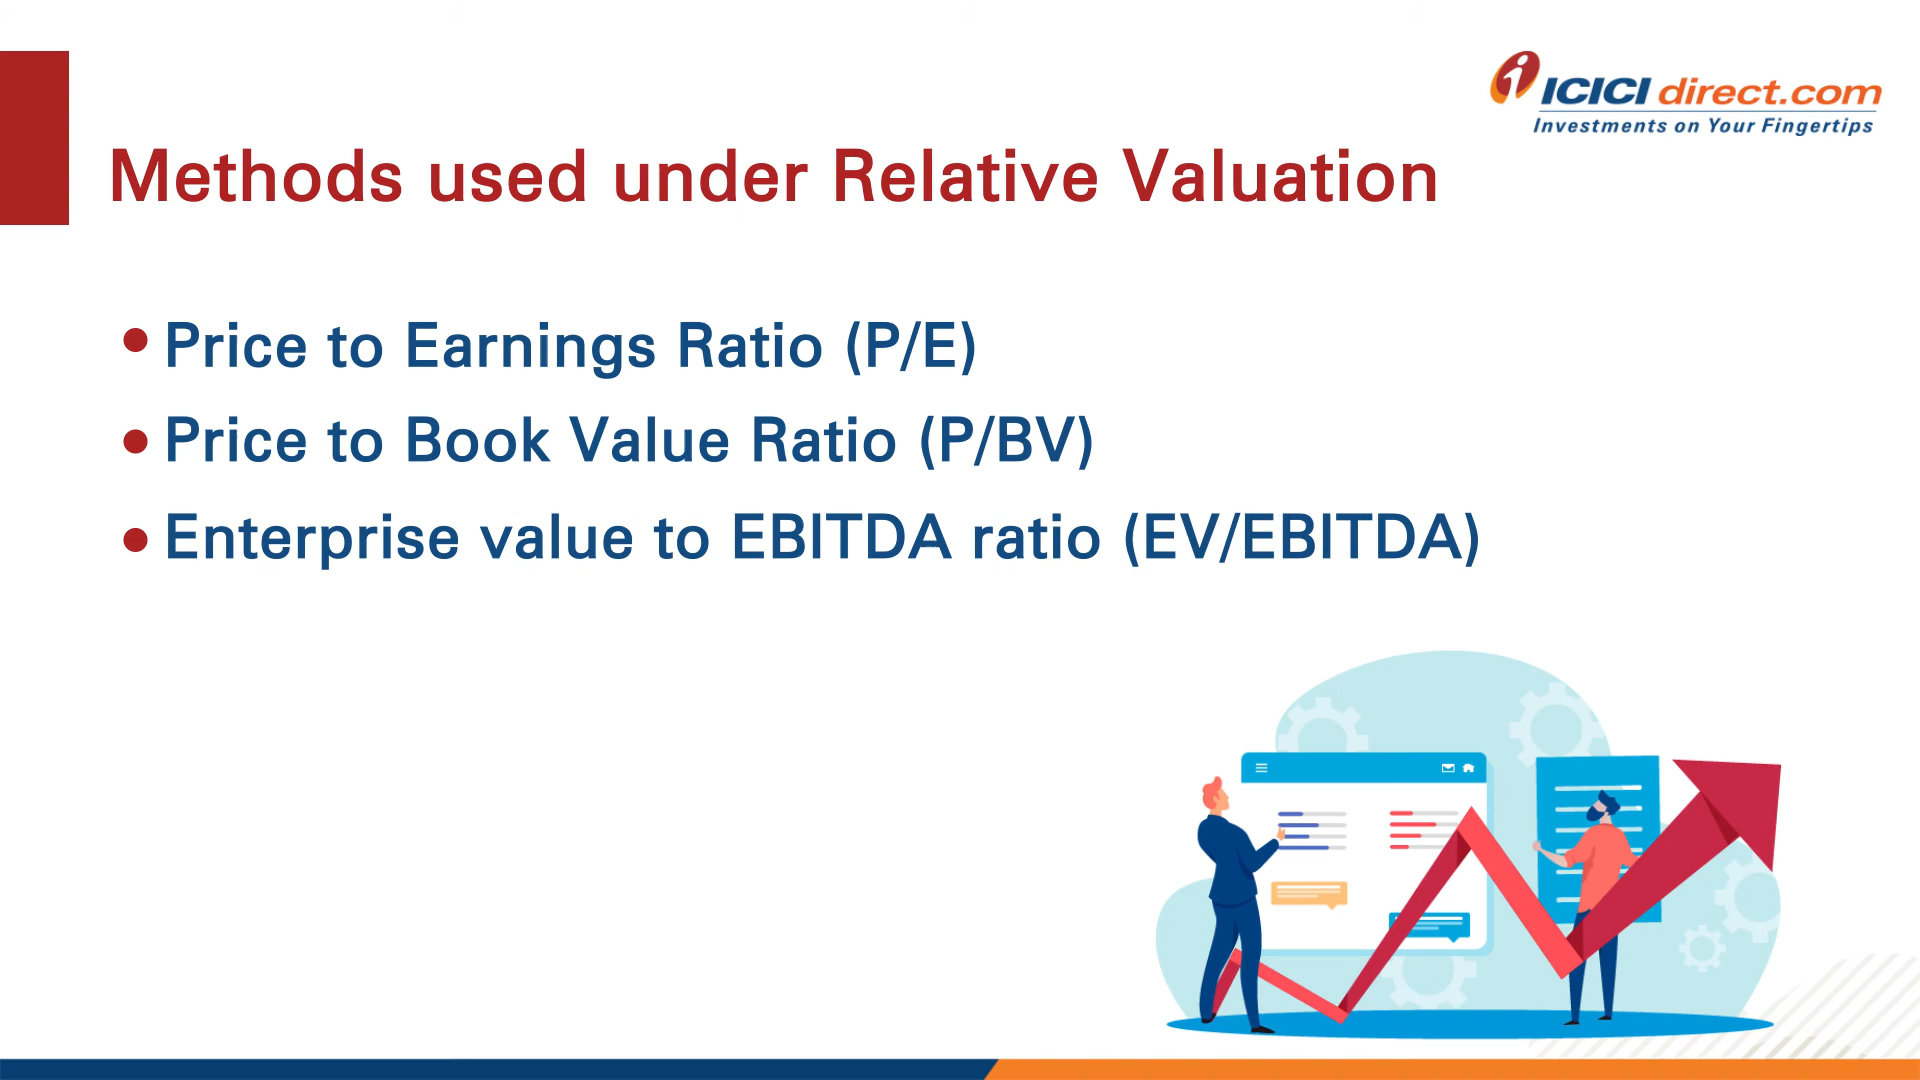 ICICI direct.com
Investments on Your Fingertips
Methods used under Relative Valuation
• Price to Earnings Ratio (P/E)
• Price to Book Value Ratio (P/BV)
• Enterprise value to EBITDA ratio (EV/EBITDA)